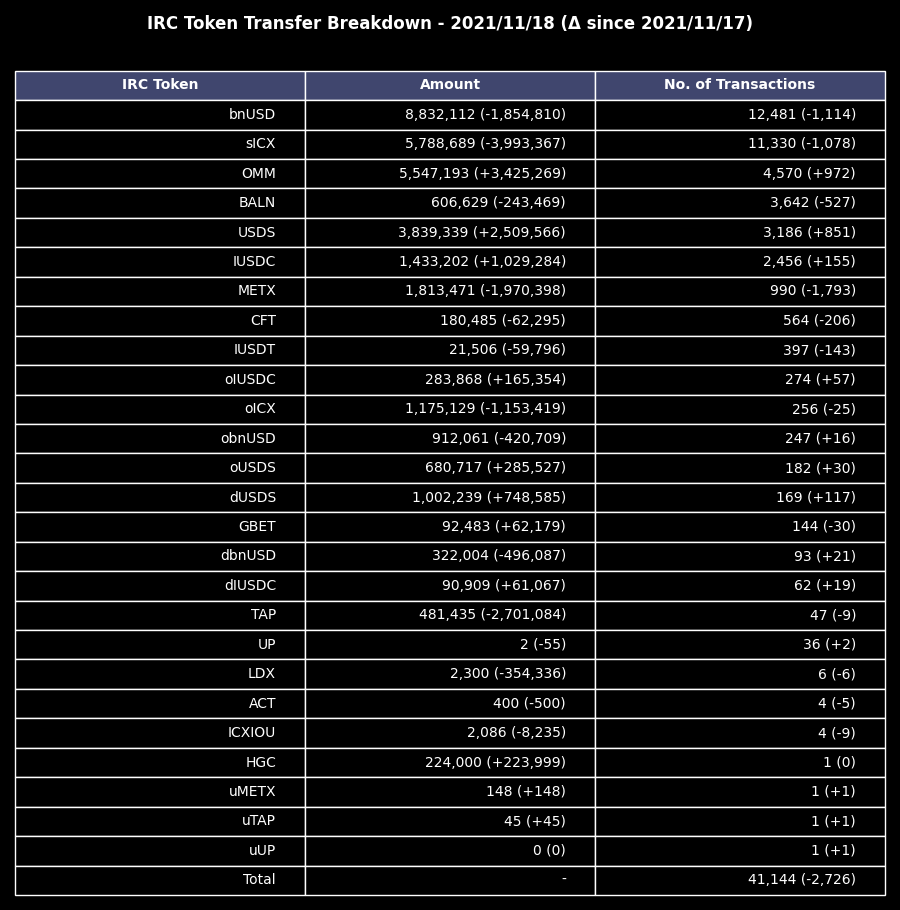 IRC Token Transfer Breakdown - 2021/11/18 (Δ since 2021/11/17)
IRC Token Amount No. of Transactions
bnUSD 8,832,112 (-1,854,810) 12,481 (-1,114)
sICX 5,788,689 (-3,993,367) 11,330 (-1,078)
OMM 5,547,193 (+3,425,269) 4,570 (+972)
BALN 606,629 (-243,469) 3,642 (-527)
USDS 3,839,339 (+2,509,566) 3,186 (+851)
IUSDC 1,433,202 (+1,029,284) 2,456 (+155)
METX 1,813,471 (-1,970,398) 990 (-1,793)
CFT 180,485 (-62,295) 564 (-206)
IUSDT 21,506 (-59,796) 397 (-143)
oIUSDC 283,868 (+165,354) 274 (+57)
oICX 1,175,129 (-1,153,419) 256 (-25)
obnUSD 912,061 (-420,709) 247 (+16)
oUSDS 680,717 (+285,527) 182 (+30)
dUSDS 1,002,239 (+748,585) 169 (+117)
GBET 92,483 (+62,179) 144 (-30)
dbnUSD 322,004 (-496,087) 93 (+21)
dIUSDC 90,909 (+61,067) 62 (+19)
TAP 481,435 (-2,701,084) 47 (-9)
UP 2 (-55) 36 (+2)
LDX 2,300 (-354,336) 6 (-6)
ACT 400 (-500) 4 (-5)
ICXIOU 2,086 (-8,235) 4 (-9)
HGC 224,000 (+223,999) 1 (0)
uMETX 148 (+148) 1 (+1)
uTAP 45 (+45) 1 (+1)
uUP 0 (0) 1 (+1)
Total - 41,144 (-2,726)